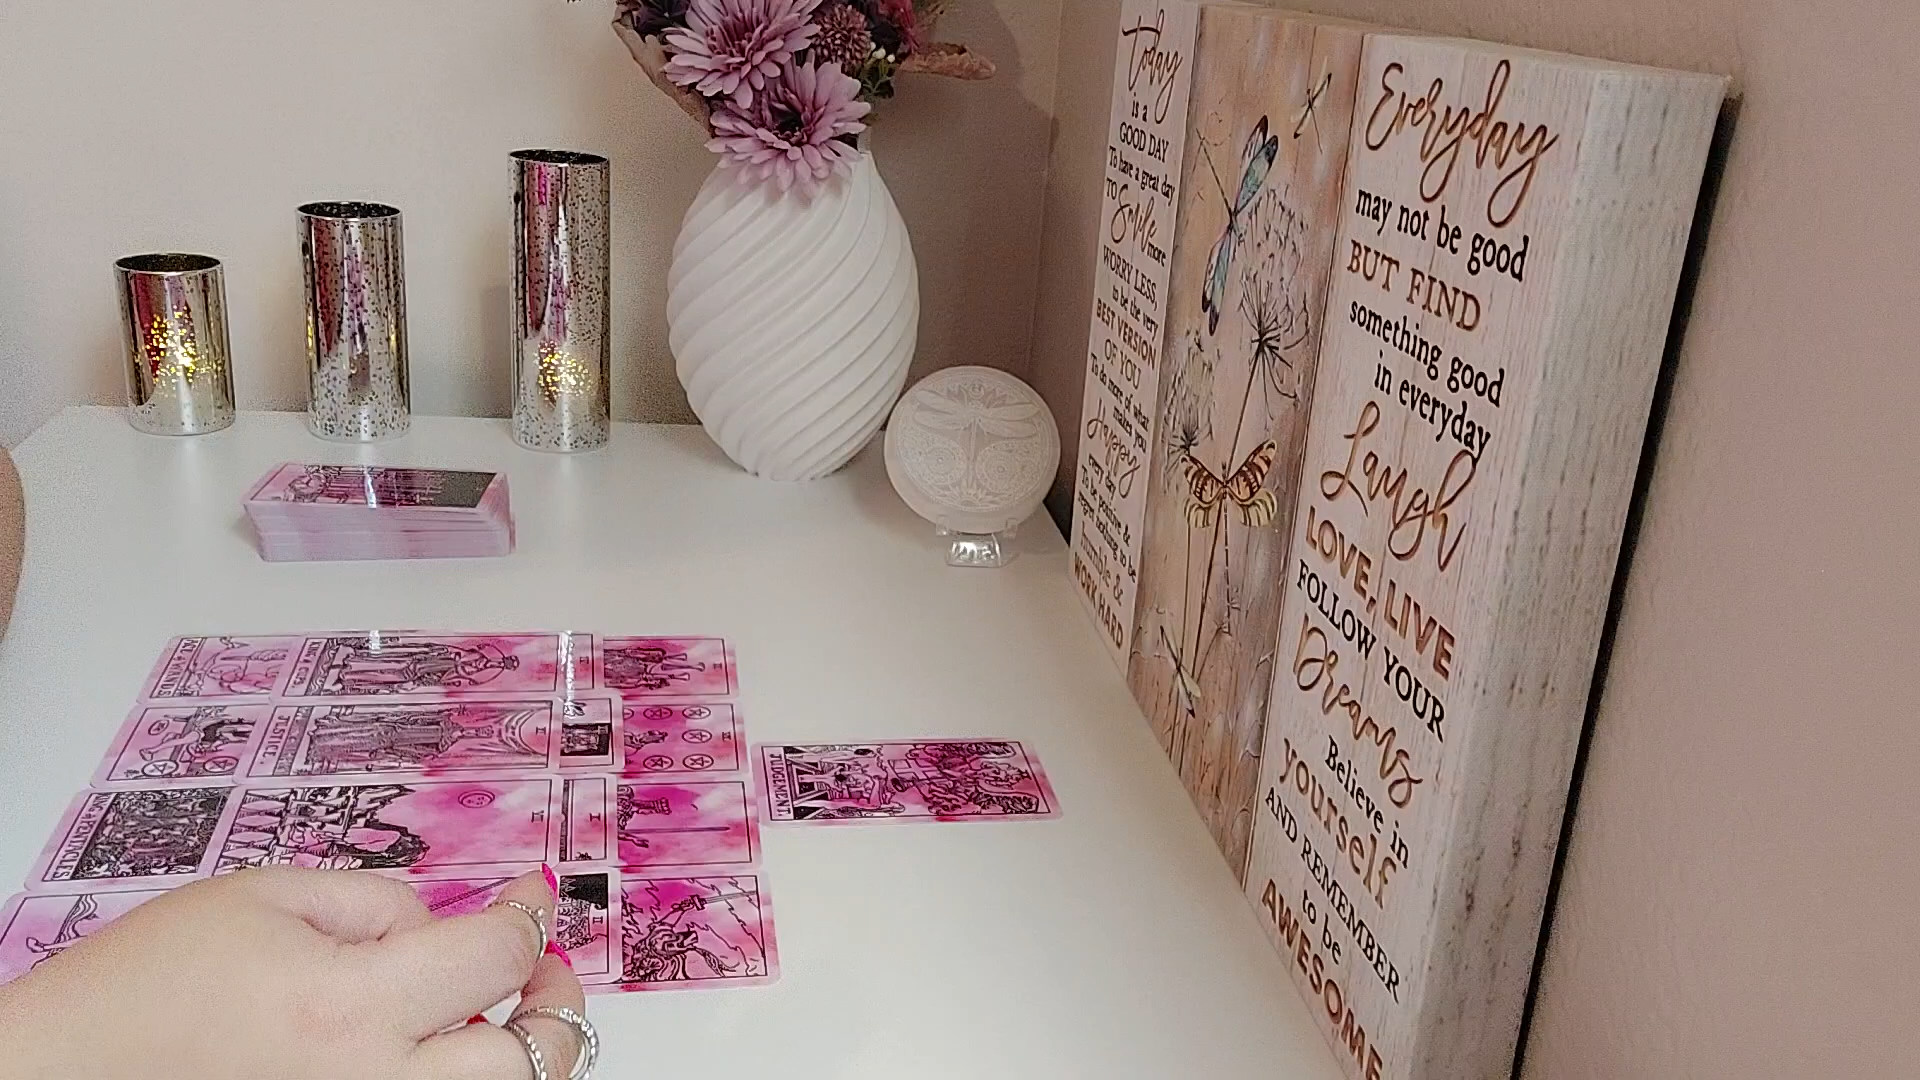 today
is a
GOOD DAY
To have a great day
TO Smile more
WORRY LESS,
to be the very
BEST VERSION
OF YOU
To do more of what
makes you
Happy
every day
To be positive &
regret nothing to be
humble &
WORK HARD
Everyday
may not be good
BUT FIND
something good
in everyday
Laugh
LOVE, LIVE
FOLLOW YOUR
Dreams
Believe in
yourself
AND REMEMBER
to be
AWESOME
JUSTICE.
JUDGEMENT.